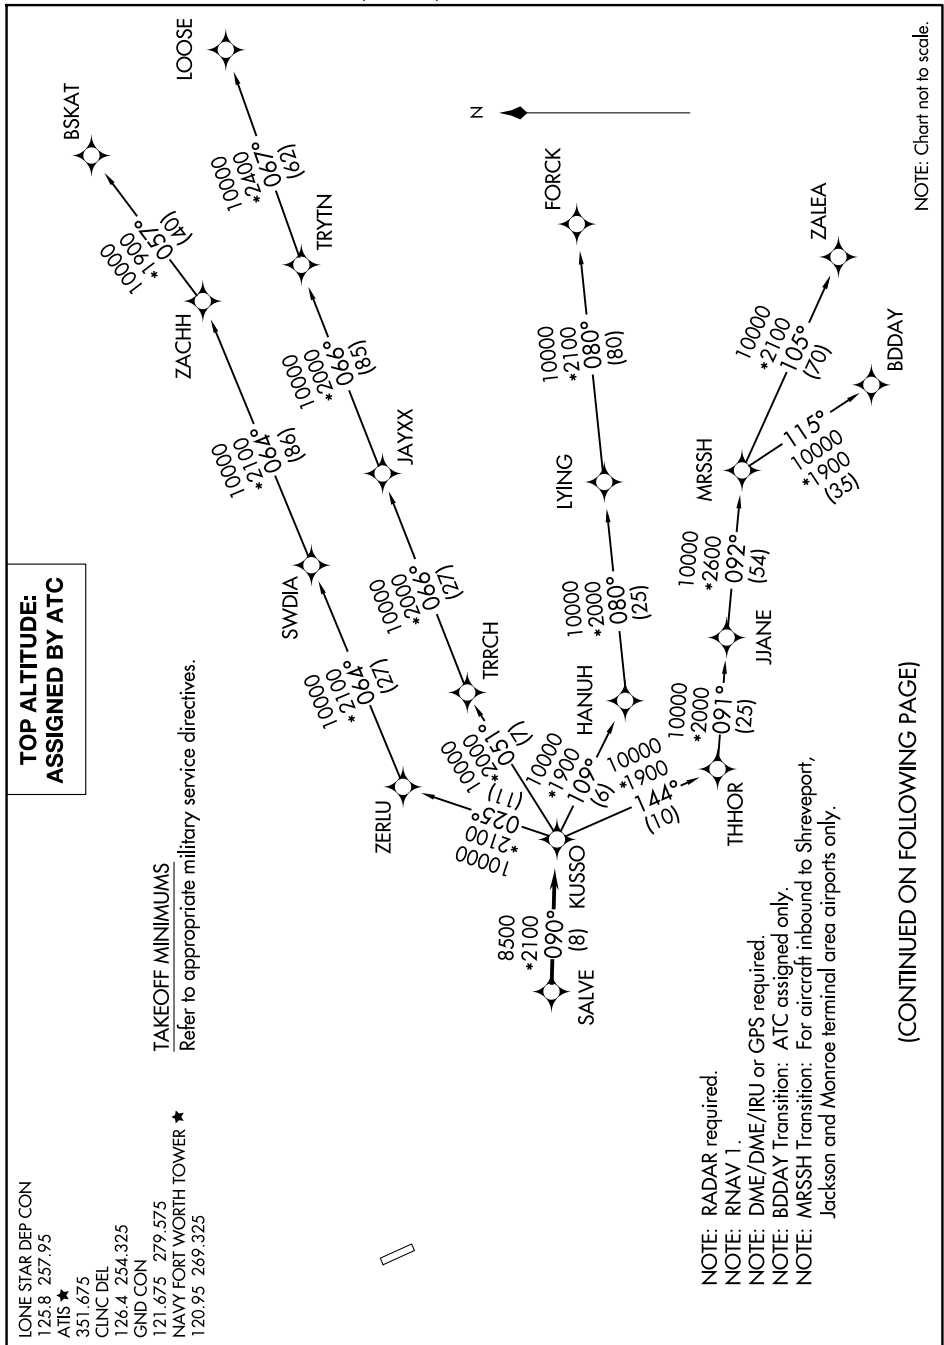 LONE STAR DEP CON
125.8 257.95
ATIS ★
351.675
CLNC DEL
126.4 254.325
GND CON
121.675 279.575
NAVY FORT WORTH TOWER ★
120.95 269.325
TOP ALTITUDE:
ASSIGNED BY ATC
TAKEOFF MINIMUMS
Refer to appropriate military service directives.
BSKAT
10000
*1900
057°
(40)
ZACHH
10000
*2100
064°
(86)
SWDIA
10000
*2100
064°
(27)
ZERLU
10000
*2100
025°
(11)
LOOSE
10000
*2400
067°
(62)
TRYTN
10000
*2000
066°
(85)
JAYXX
10000
*2000
066°
(27)
TRRCH
10000
*2000
051°
(7)
N
FORCK
10000
*2100
080°
(80)
LYING
10000
*2000
080°
(25)
HANUH
10000
*1900
109°
(6)
KUSSO
8500
*2100
090°
(8)
SALVE
10000
*1900
144°
(10)
THHOR
10000
*2000
091°
(25)
JJANE
10000
*2600
092°
(54)
MRSSH
10000
*2100
105°
(70)
ZALEA
115°
10000
*1900
(35)
BDDAY
NOTE: RADAR required.
NOTE: RNAV 1.
NOTE: DME/DME/IRU or GPS required.
NOTE: BDDAY Transition: ATC assigned only.
NOTE: MRSSH Transition: For aircraft inbound to Shreveport,
Jackson and Monroe terminal area airports only.
(CONTINUED ON FOLLOWING PAGE)
NOTE: Chart not to scale.